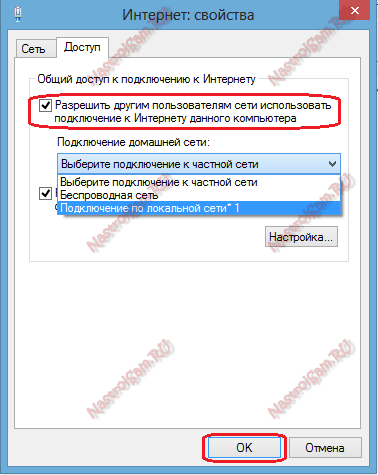 Интернет: свойства
Сеть
Доступ
Общий доступ к подключению к Интернету
Разрешить другим пользователям сети использовать
подключение к Интернету данного компьютера
Подключение домашней сети:
Выберите подключение к частной сети
Выберите подключение к частной сети
Беспроводная сеть
Подключение по локальной сети* 1
Настройка...
OK
Отмена
Nastroisam.RU
NastroiSam.RU
NastroiSam.RU
NastroiSam.RU
NastroiSam.RU
NastroiSam.RU